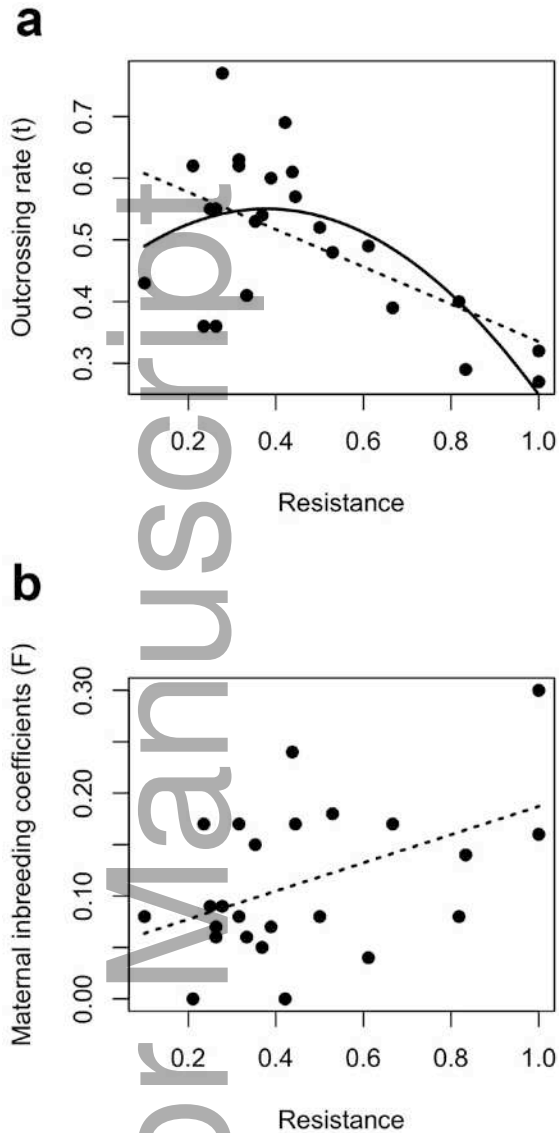 a
Outcrossing rate (t)
0.7
0.6
0.5
0.4
0.3
0.2 0.4 0.6 0.8 1.0
Resistance
b
Maternal inbreeding coefficients (F)
0.30
0.20
0.10
0.00
0.2 0.4 0.6 0.8 1.0
Resistance
or Manuscript